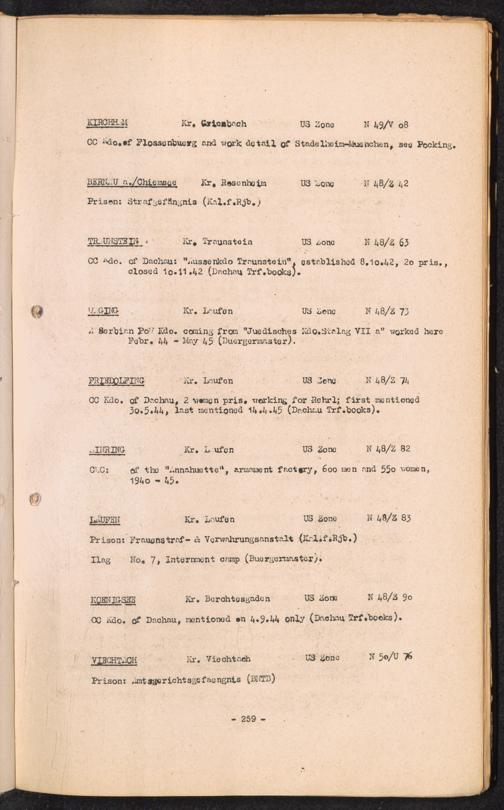 KIRCHHAM Kr. Griesbach US Zone N 49/V 08
CC Kdo.of Flossenbuerg and work detail of Stadelheim-Muenchen, see Pocking.
BERNAU a./Chiemsee Kr. Rosenheim US Zone N 48/Z 42
Prison: Strafgefängnis (Kal.f.Rjb.)
TRAUNSTEIN Kr. Traunstein US Zone N 48/Z 63
CC Kdo. of Dachau: "Aussenkdo Traunstein", established 8.10.42, 20 pris.,
closed 10.11.42 (Dachau Trf.books).
WAGING Kr. Laufen US Zone N 48/Z 73
A Serbian PoW Kdo. coming from "Juedisches Kdo.Stalag VII a" worked here
Febr. 44 - May 45 (Buergermaster).
FRIDOLFING Kr. Laufen US Zone N 48/Z 74
CC Kdo. of Dachau, 2 women pris. working for Rehrl; first mentioned
30.5.44, last mentioned 14.4.45 (Dachau Trf.books).
AINRING Kr. Laufen US Zone N 48/Z 82
of the "Annahuette", armament factory, 600 men and 550 women,
1940 - 45.
LAUFEN Kr. Laufen US Zone N 48/Z 83
Prison: Frauenstraf- & Verwahrungsanstalt (Kal.f.Rjb.)
Ilag No. 7, Internment camp (Buergermaster).
KOENIGSSEE Kr. Berchtesgaden US Zone N 48/Z 90
CC Kdo. of Dachau, mentioned on 4.9.44 only (Dachau Trf.books).
VIECHTACH Kr. Viechtach US Zone N 50/U 76
Prison: Amtsgerichtsgefaengnis (BNTB)
- 259 -